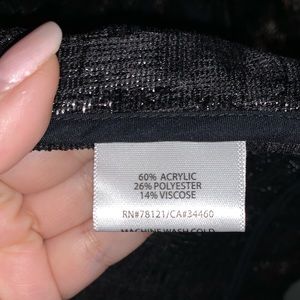 60% ACRYLIC
26% POLYESTER
14% VISCOSE
RN#78121/CA#34460
MACHINE WASH COLD